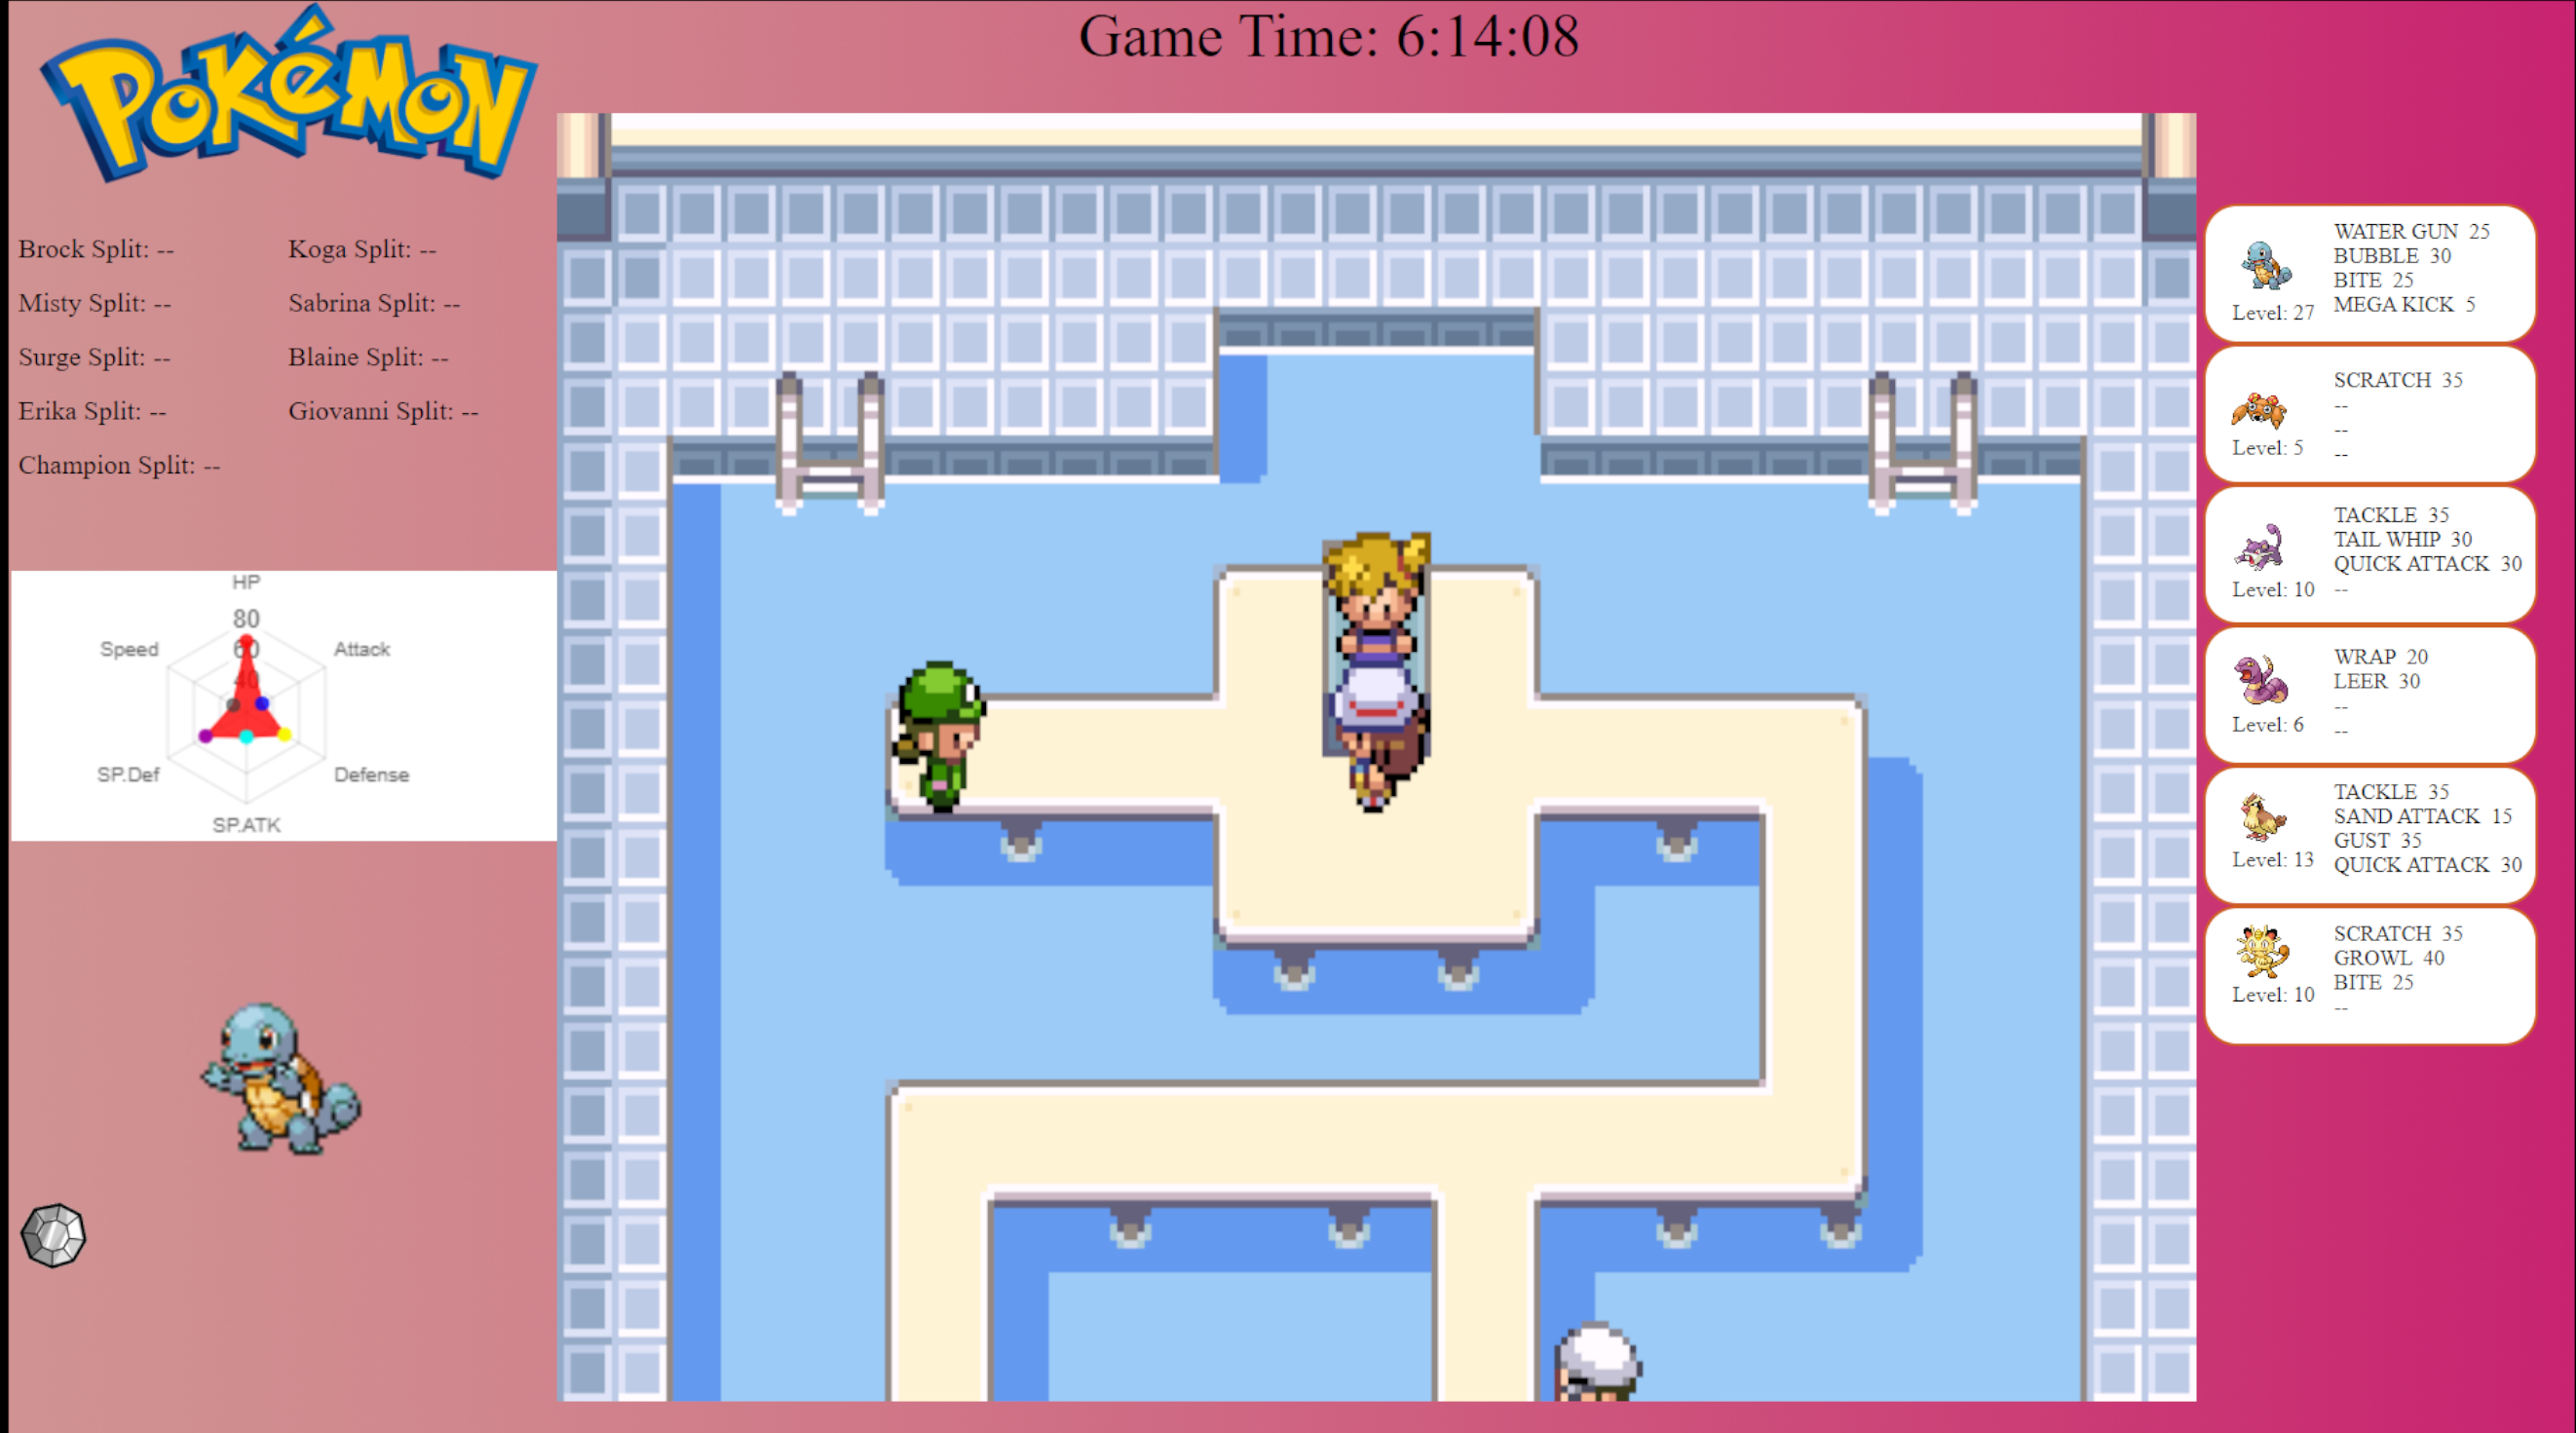 POKéMON
Game Time: 6:14:08
Brock Split: --
Koga Split: --
Misty Split: --
Sabrina Split: --
Surge Split: --
Blaine Split: --
Erika Split: --
Giovanni Split: --
Champion Split: --
HP
80
60
40
Speed
Attack
SP.Def
Defense
SP.ATK
WATER GUN 25
BUBBLE 30
BITE 25
MEGA KICK 5
Level: 27
SCRATCH 35
--
--
--
Level: 5
TACKLE 35
TAIL WHIP 30
QUICK ATTACK 30
--
Level: 10
WRAP 20
LEER 30
--
--
Level: 6
TACKLE 35
SAND ATTACK 15
GUST 35
QUICK ATTACK 30
Level: 13
SCRATCH 35
GROWL 40
BITE 25
--
Level: 10